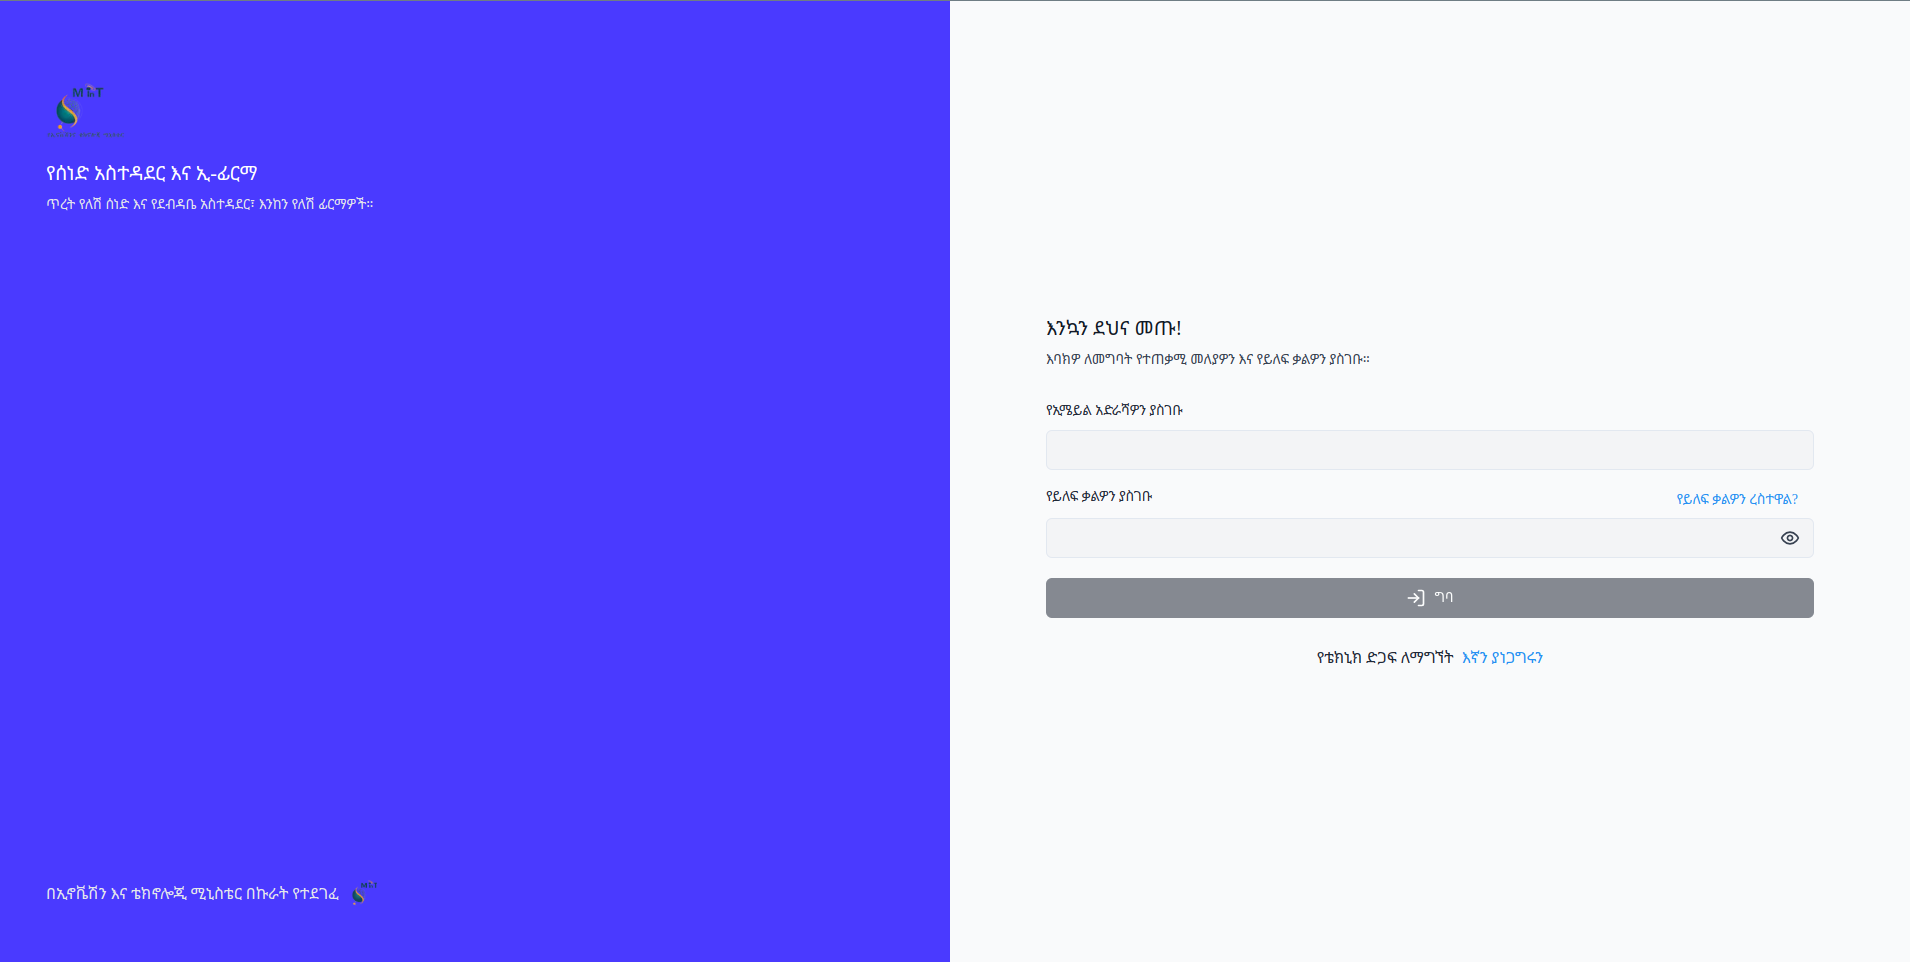 MInT
የሰነድ አስተዳደር እና ኢ-ፊርማ
ጥረት የለሽ ሰነድ እና የደብዳቤ አስተዳደር፣ እንከን የለሽ ፊርማዎች።
በኢኖቬሽን እና ቴክኖሎጂ ሚኒስቴር በኩራት የተደገፈ
እንኳን ደህና መጡ!
እባክዎ ለመግባት የተጠቃሚ መለያዎን እና የይለፍ ቃልዎን ያስገቡ።
የኢሜይል አድራሻዎን ያስገቡ
የይለፍ ቃልዎን ያስገቡ
የይለፍ ቃልዎን ረስተዋል?
ግባ
የቴክኒክ ድጋፍ ለማግኘት እኛን ያነጋግሩን